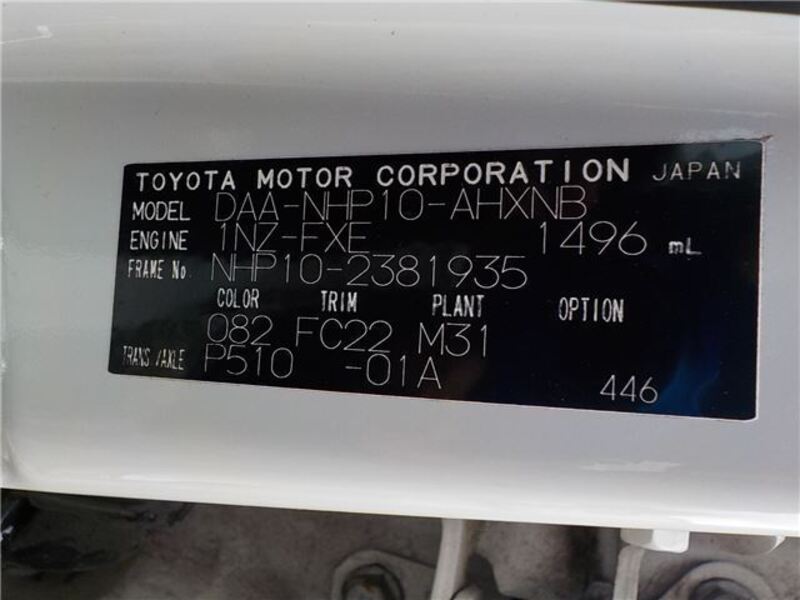 TOYOTA MOTOR CORPORATION JAPAN
MODEL DAA-NHP10-AHXNB
ENGINE 1NZ-FXE 1496 mL
FRAME No. NHP10-2381935
COLOR TRIM PLANT OPTION
082 FC22 M31
TRANS/AXLE P510 -01A
446